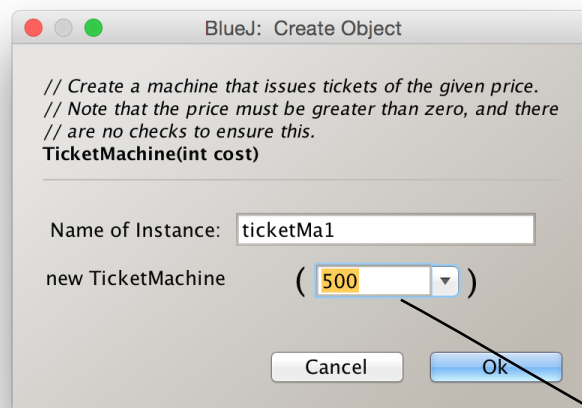 BlueJ: Create Object
// Create a machine that issues tickets of the given price.
// Note that the price must be greater than zero, and there
// are no checks to ensure this.
TicketMachine(int cost)
Name of Instance: ticketMa1
new TicketMachine ( 500 )
Cancel Ok